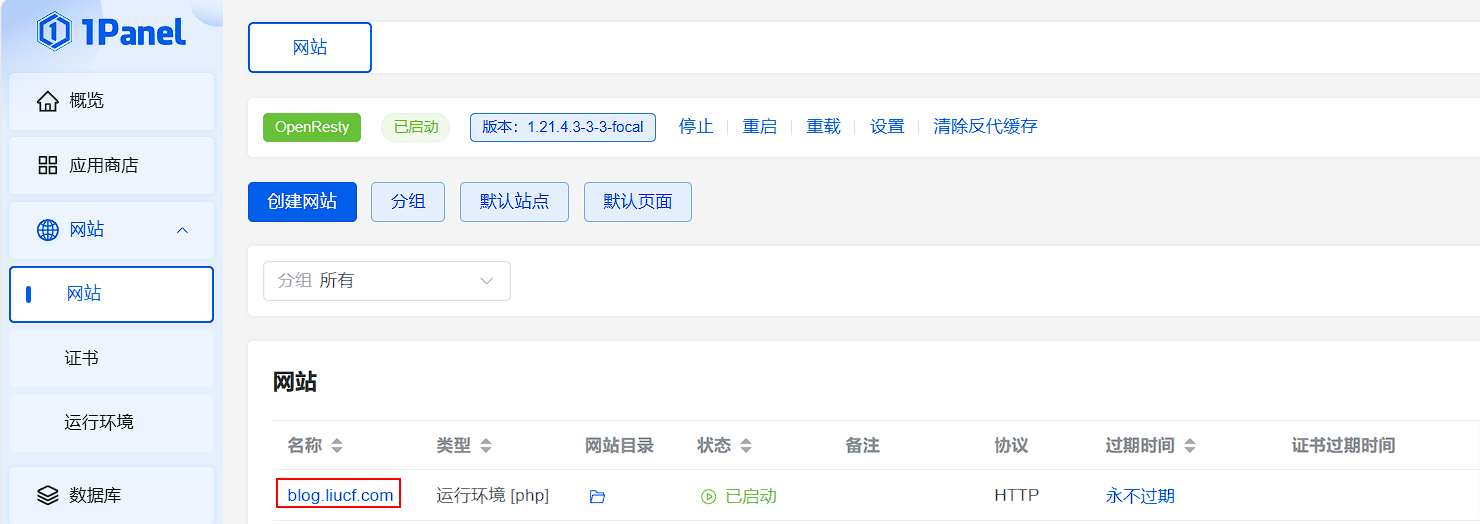 1Panel
概览
应用商店
网站
网站
证书
运行环境
数据库
网站
OpenResty 已启动 版本：1.21.4.3-3-3-focal 停止 重启 重载 设置 清除反代缓存
创建网站 分组 默认站点 默认页面
分组 所有
网站
名称 类型 网站目录 状态 备注 协议 过期时间 证书过期时间
blog.liucf.com 运行环境 [php] 已启动 HTTP 永不过期